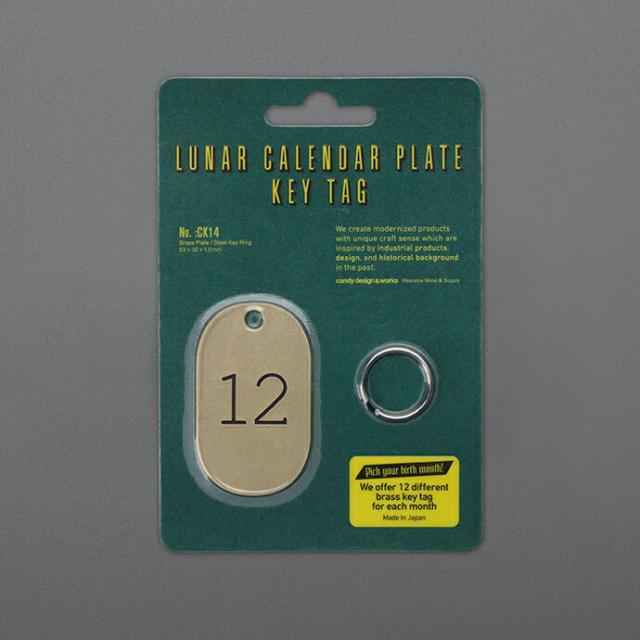 LUNAR CALENDAR PLATE
KEY TAG
No. :CK14
Brass Plate / Steel Key Ring
53 × 32 × 1.2mm
We create modernized products
with unique craft sense which are
inspired by industrial products,
design, and historical background
in the past.
candy design&works Wearable Metal & Supply
12
Pick your birth month!
We offer 12 different
brass key tag
for each month
Made In Japan